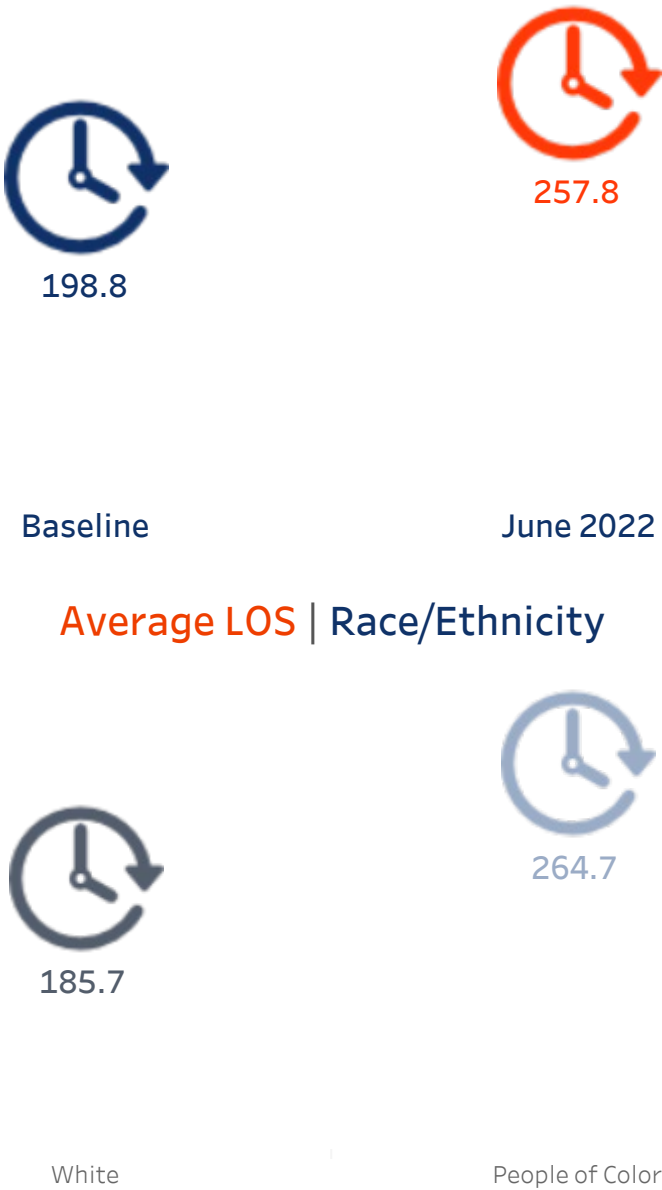 257.8
198.8
Baseline June 2022
Average LOS | Race/Ethnicity
264.7
185.7
White People of Color